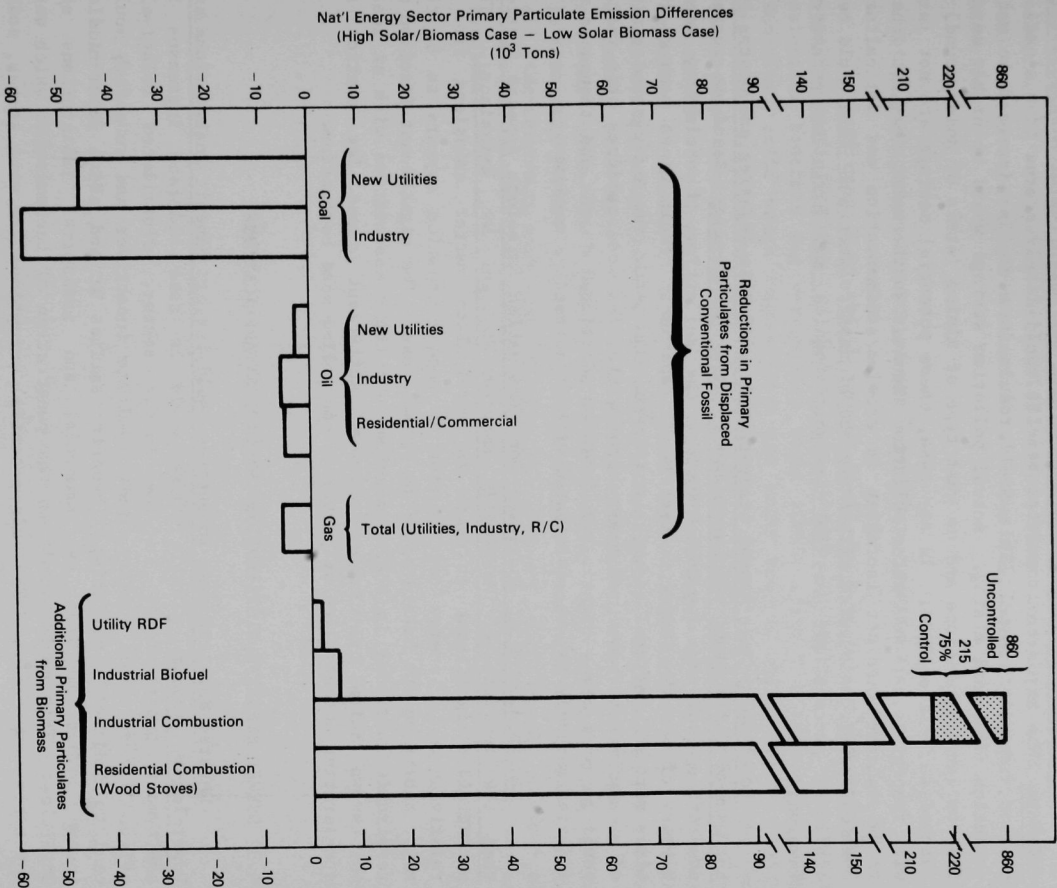 Nat'l Energy Sector Primary Particulate Emission Differences
(High Solar/Biomass Case – Low Solar Biomass Case)
(10³ Tons)
-60
-50
-40
-30
-20
-10
0
10
20
30
40
50
60
70
80
90
140
150
210
220
860
New Utilities
Industry
Coal
New Utilities
Industry
Residential/Commercial
Oil
Total (Utilities, Industry, R/C)
Gas
Reductions in Primary
Particulates from Displaced
Conventional Fossil
860
Uncontrolled
215
75%
Control
Utility RDF
Industrial Biofuel
Industrial Combustion
Residential Combustion
(Wood Stoves)
Additional Primary Particulates
from Biomass
-60
-50
-40
-30
-20
-10
0
10
20
30
40
50
60
70
80
90
140
150
210
220
860